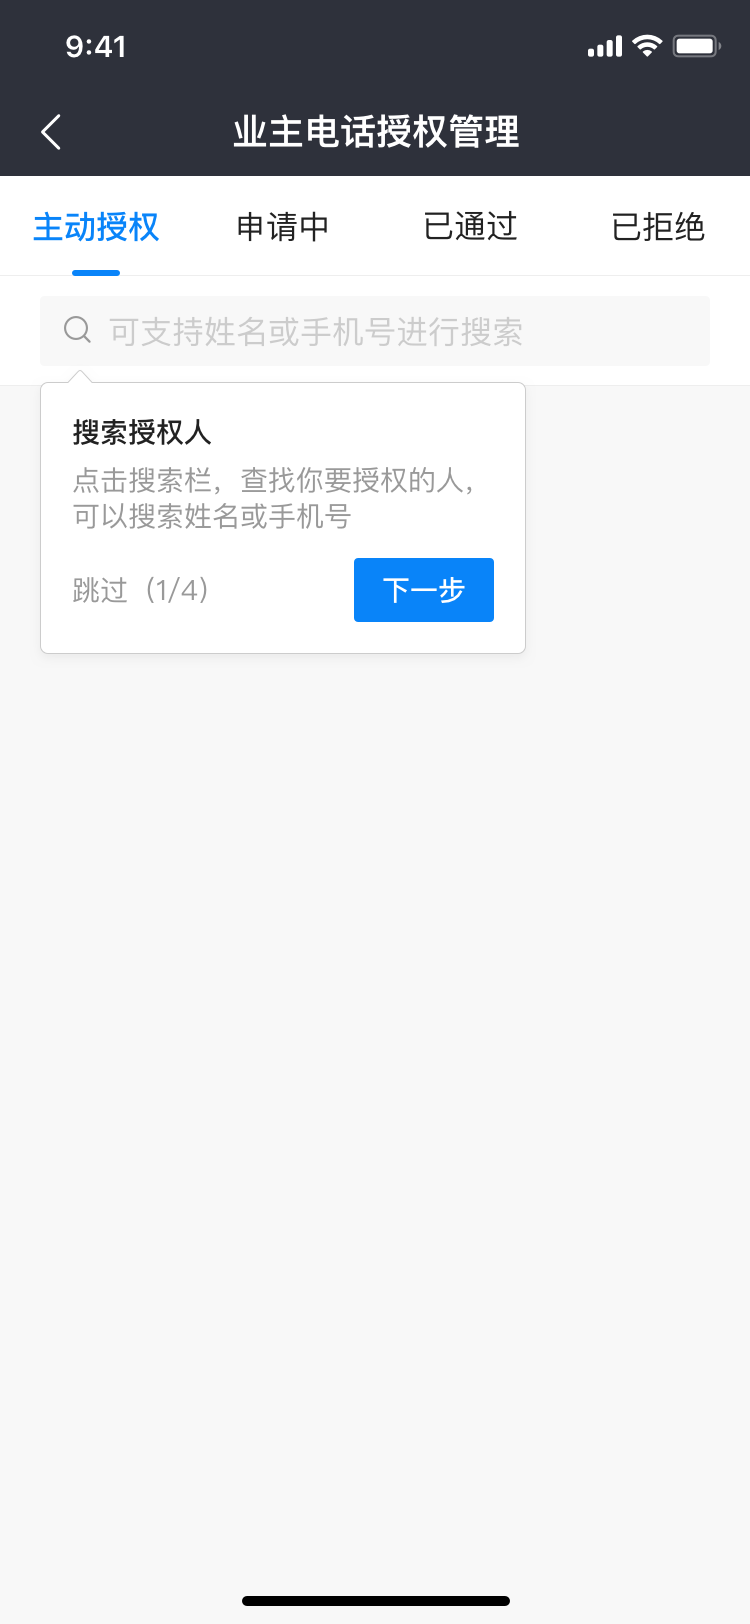 9:41
业主电话授权管理
主动授权
申请中
已通过
已拒绝
可支持姓名或手机号进行搜索
搜索授权人
点击搜索栏，查找你要授权的人，
可以搜索姓名或手机号
跳过（1/4）
下一步